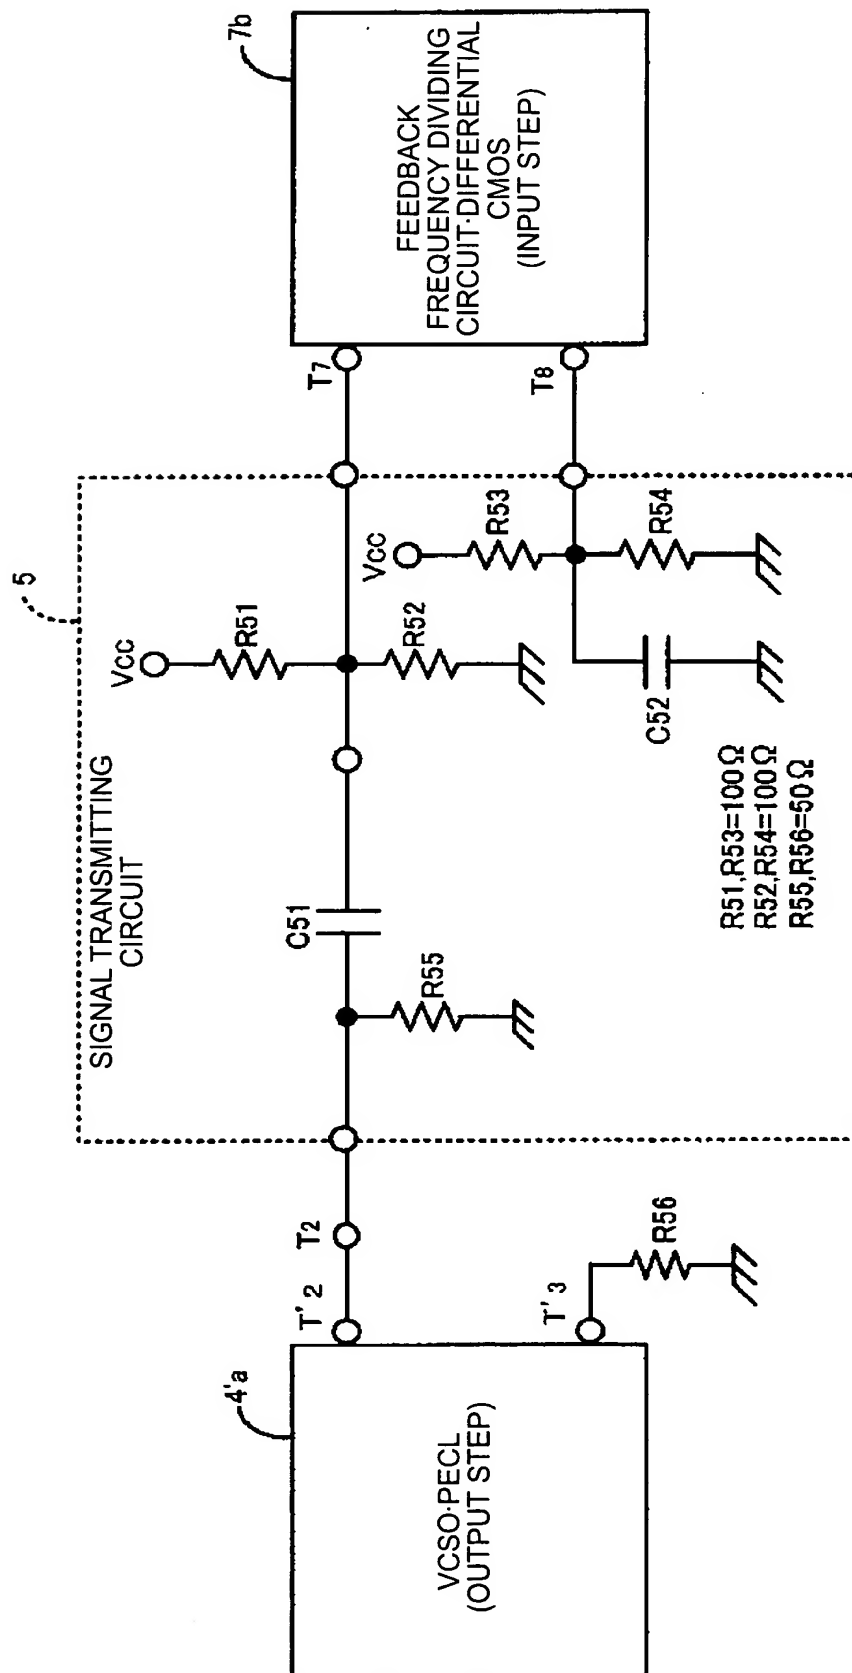 5
SIGNAL TRANSMITTING
CIRCUIT
4'a
VCSO·PECL
(OUTPUT STEP)
T'2
T2
T'3
R56
R55
C51
Vcc
R51
R52
Vcc
R53
R54
C52
R51,R53=100Ω
R52,R54=100Ω
R55,R56=50Ω
T7
T8
7b
FEEDBACK
FREQUENCY DIVIDING
CIRCUIT·DIFFERENTIAL
CMOS
(INPUT STEP)